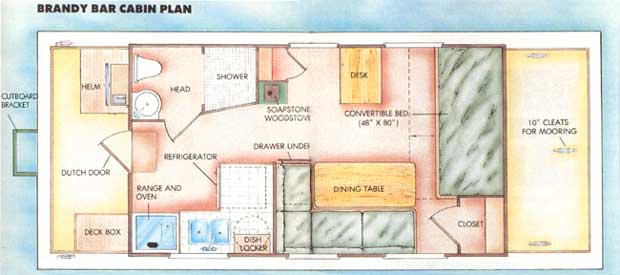 BRANDY BAR CABIN PLAN
HELM
HEAD
SHOWER
DESK
CUTBOARD
BRACKET
SOAPSTONE
WOODSTOVE
CONVERTIBLE BED
(48" X 80")
10" CLEATS
FOR
MOORING
REFRIGERATOR
DRAWER UNDER
DUTCH DOOR
RANGE AND
OVEN
DINING TABLE
DECK BOX
DISH
LOCKER
CLOSET